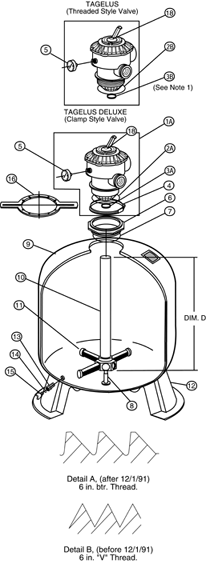 TAGELUS
(Threaded Style Valve)
1B
5
2B
3B
(See Note 1)
TAGELUS DELUXE
(Clamp Style Valve)
1B
1A
5
2A
3A
16
4
6
7
9
10
DIM. D
11
13
14
15
8
12
Detail A, (after 12/1/91)
6 in. btr. Thread.
Detail B, (before 12/1/91)
6 in. "V" Thread.